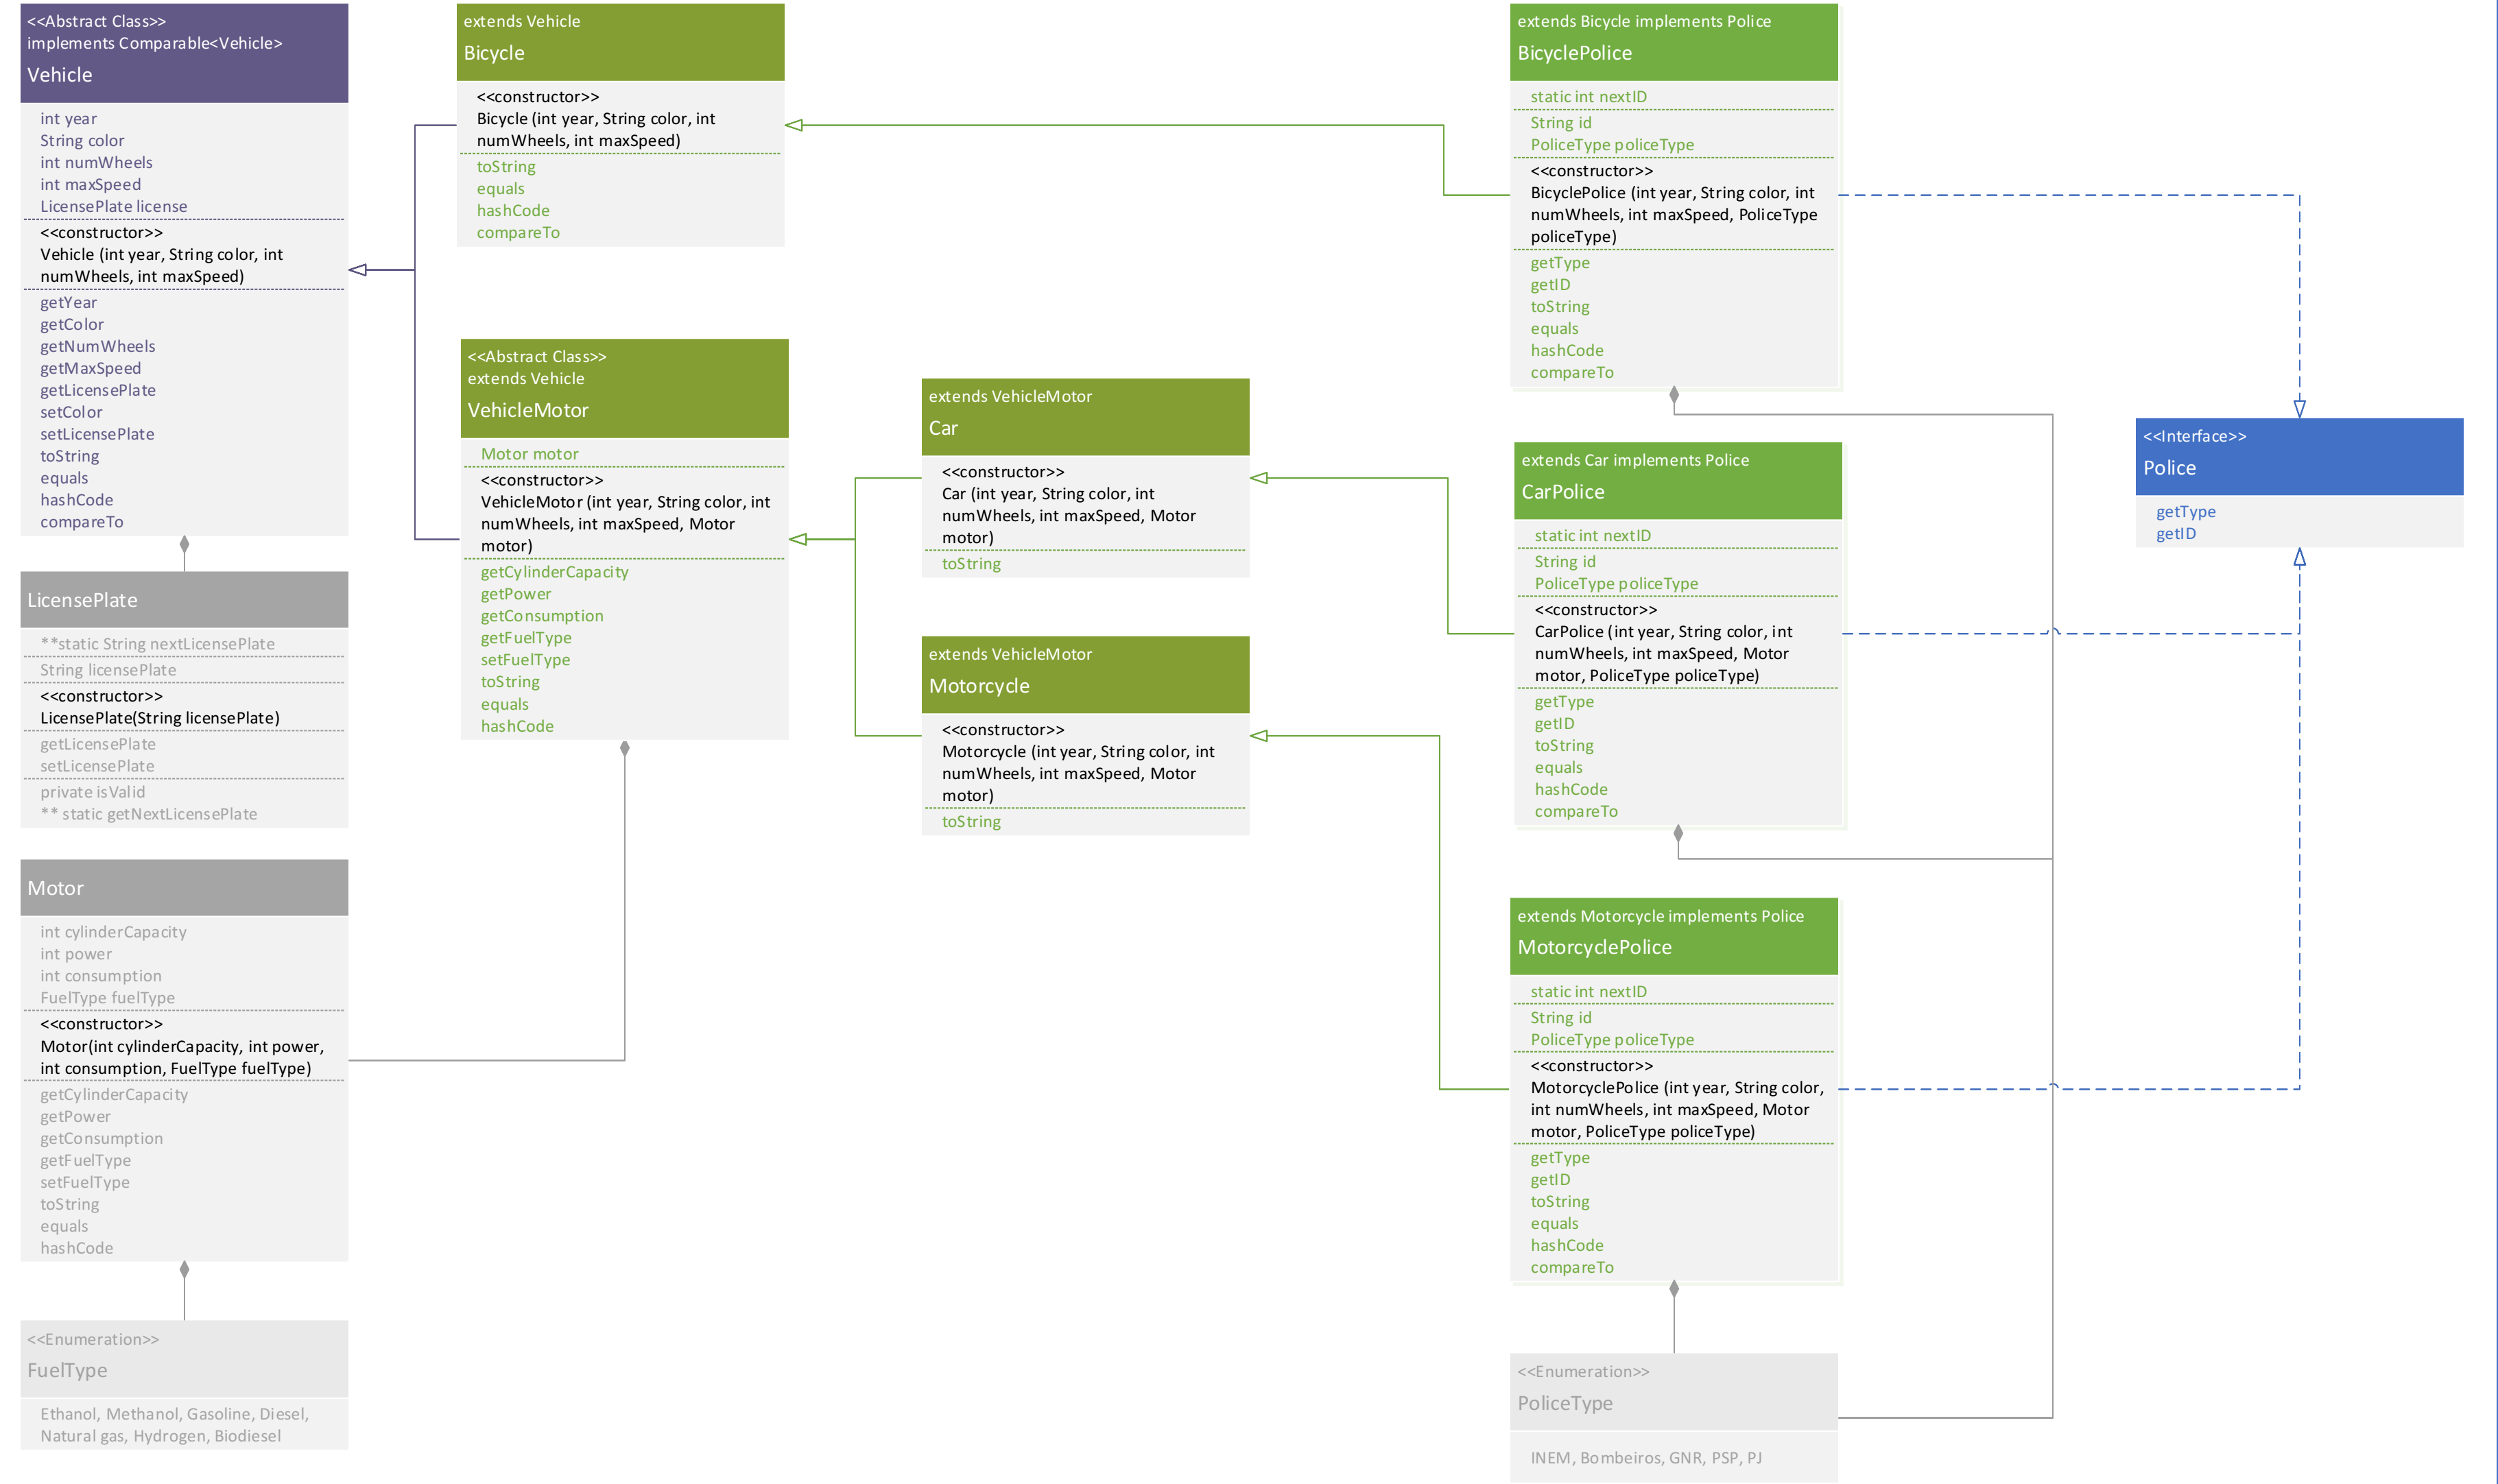 <<Abstract Class>>
implements Comparable<Vehicle>
Vehicle
int year
String color
int numWheels
int maxSpeed
LicensePlate license
<<constructor>>
Vehicle (int year, String color, int
numWheels, int maxSpeed)
getYear
getColor
getNumWheels
getMaxSpeed
getLicensePlate
setColor
setLicensePlate
toString
equals
hashCode
compareTo
LicensePlate
**static String nextLicensePlate
String licensePlate
<<constructor>>
LicensePlate(String licensePlate)
getLicensePlate
setLicensePlate
private isValid
** static getNextLicensePlate
Motor
int cylinderCapacity
int power
int consumption
FuelType fuelType
<<constructor>>
Motor(int cylinderCapacity, int power,
int consumption, FuelType fuelType)
getCylinderCapacity
getPower
getConsumption
getFuelType
setFuelType
toString
equals
hashCode
<<Enumeration>>
FuelType
Ethanol, Methanol, Gasoline, Diesel,
Natural gas, Hydrogen, Biodiesel
extends Vehicle
Bicycle
<<constructor>>
Bicycle (int year, String color, int
numWheels, int maxSpeed)
toString
equals
hashCode
compareTo
<<Abstract Class>>
extends Vehicle
VehicleMotor
Motor motor
<<constructor>>
VehicleMotor (int year, String color, int
numWheels, int maxSpeed, Motor
motor)
getCylinderCapacity
getPower
getConsumption
getFuelType
setFuelType
toString
equals
hashCode
extends VehicleMotor
Car
<<constructor>>
Car (int year, String color, int
numWheels, int maxSpeed, Motor
motor)
toString
extends VehicleMotor
Motorcycle
<<constructor>>
Motorcycle (int year, String color, int
numWheels, int maxSpeed, Motor
motor)
toString
extends Bicycle implements Police
BicyclePolice
static int nextID
String id
PoliceType policeType
<<constructor>>
BicyclePolice (int year, String color, int
numWheels, int maxSpeed, PoliceType
policeType)
getType
getID
toString
equals
hashCode
compareTo
extends Car implements Police
CarPolice
static int nextID
String id
PoliceType policeType
<<constructor>>
CarPolice (int year, String color, int
numWheels, int maxSpeed, Motor
motor, PoliceType policeType)
getType
getID
toString
equals
hashCode
compareTo
extends Motorcycle implements Police
MotorcyclePolice
static int nextID
String id
PoliceType policeType
<<constructor>>
MotorcyclePolice (int year, String color,
int numWheels, int maxSpeed, Motor
motor, PoliceType policeType)
getType
getID
toString
equals
hashCode
compareTo
<<Enumeration>>
PoliceType
INEM, Bombeiros, GNR, PSP, PJ
<<Interface>>
Police
getType
getID